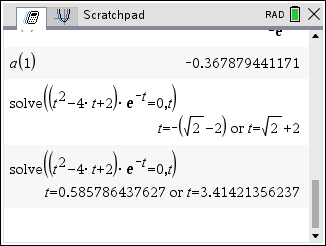 Scratchpad RAD
-e
a(1)
-0.367879441171
solve((t²-4·t+2)·e⁻ᵗ=0,t)
t=-(√2-2) or t=√2+2
solve((t²-4·t+2)·e⁻ᵗ=0,t)
t=0.585786437627 or t=3.41421356237